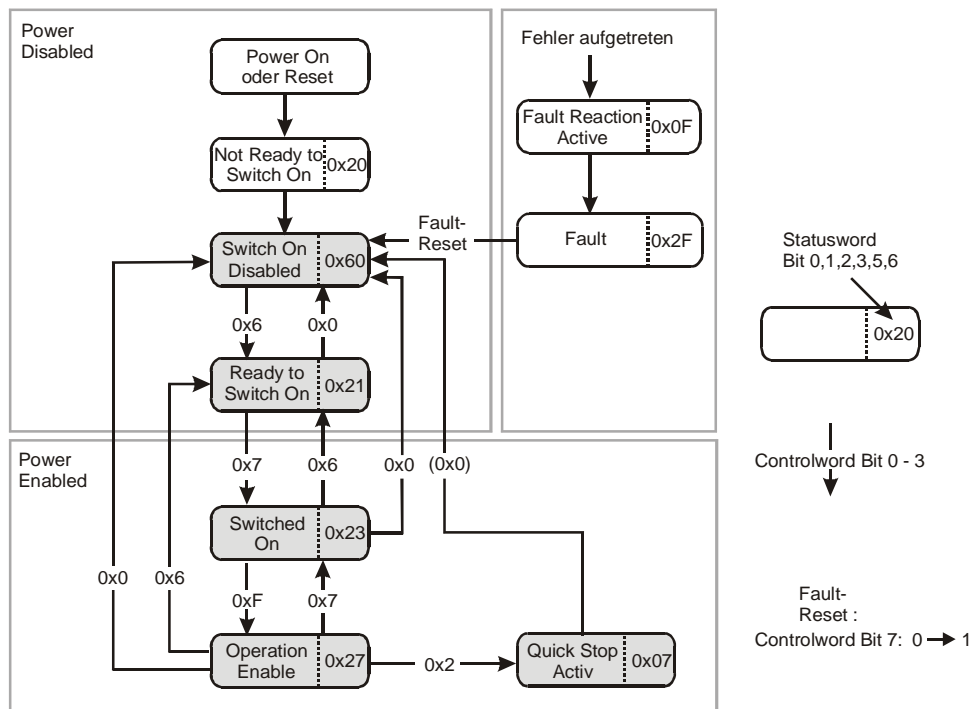 Power
Disabled
Power On
oder Reset
Not Ready to
Switch On
0x20
Switch On
Disabled
0x60
0x6
0x0
Ready to
Switch On
0x21
Fehler aufgetreten
Fault Reaction
Active
0x0F
Fault
0x2F
Fault-
Reset
Power
Enabled
0x7
0x6
0x0
(0x0)
Switched
On
0x23
0x0
0x6
0xF
0x7
Operation
Enable
0x27
0x2
Quick Stop
Activ
0x07
Statusword
Bit 0,1,2,3,5,6
0x20
Controlword Bit 0 - 3
Fault-
Reset :
Controlword Bit 7: 0 → 1